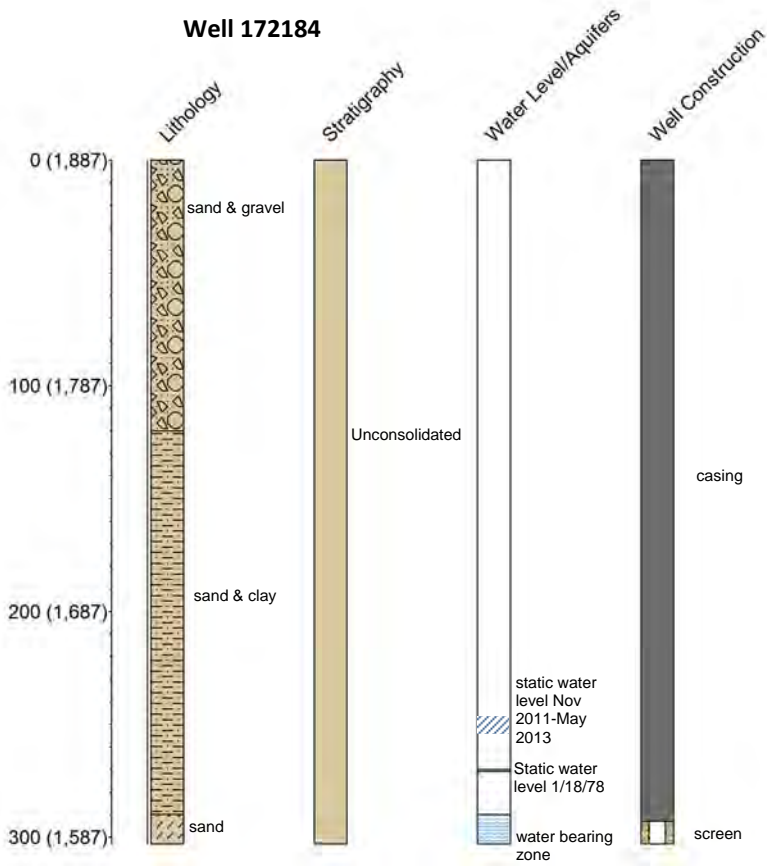 Well 172184
Lithology
Stratigraphy
Water Level/Aquifers
Well Construction
0 (1,887)
sand & gravel
100 (1,787)
Unconsolidated
casing
sand & clay
200 (1,687)
static water
level Nov
2011-May
2013
Static water
level 1/18/78
sand
300 (1,587)
water bearing
zone
screen